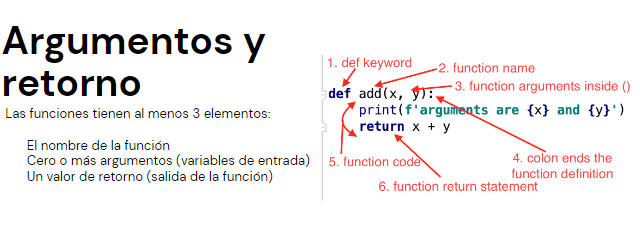 Argumentos y
retorno
Las funciones tienen al menos 3 elementos:
El nombre de la función
Cero o más argumentos (variables de entrada)
Un valor de retorno (salida de la función)
1. def keyword
2. function name
3. function arguments inside ()
def add(x, y):
print(f'arguments are {x} and {y}')
return x + y
5. function code
4. colon ends the
function definition
6. function return statement